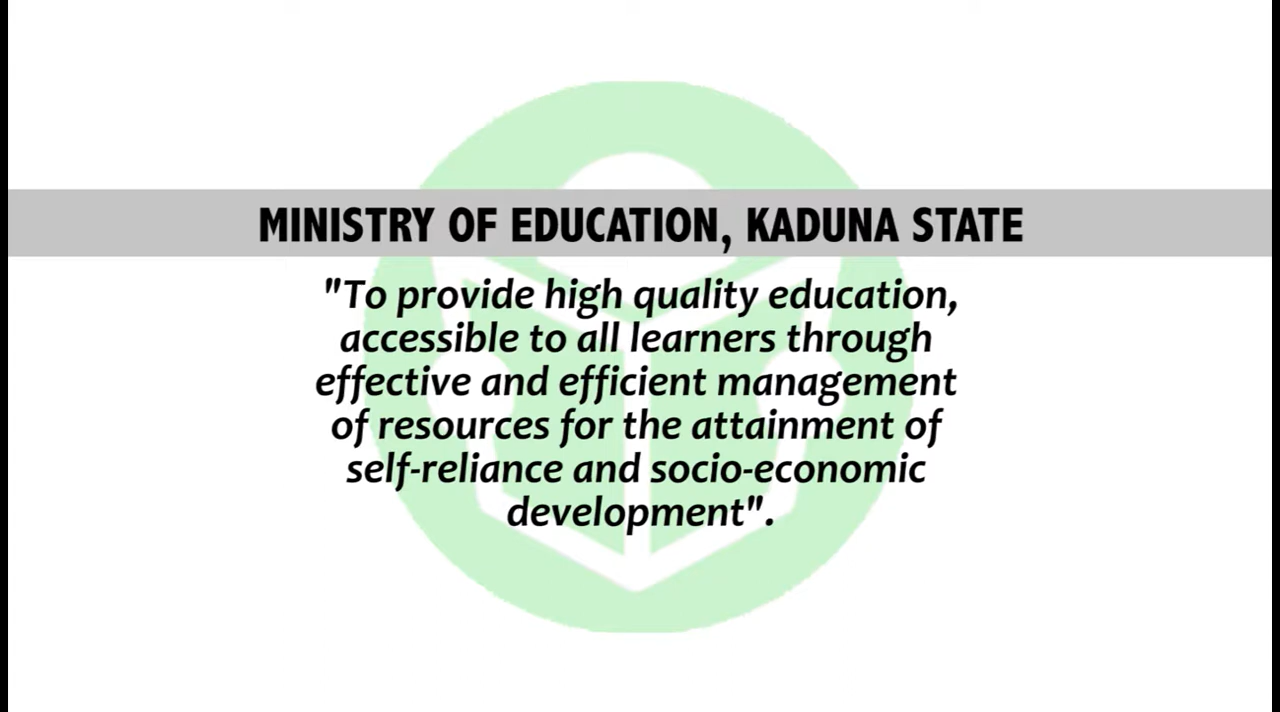 MINISTRY OF EDUCATION, KADUNA STATE
"To provide high quality education,
accessible to all learners through
effective and efficient management
of resources for the attainment of
self-reliance and socio-economic
development".